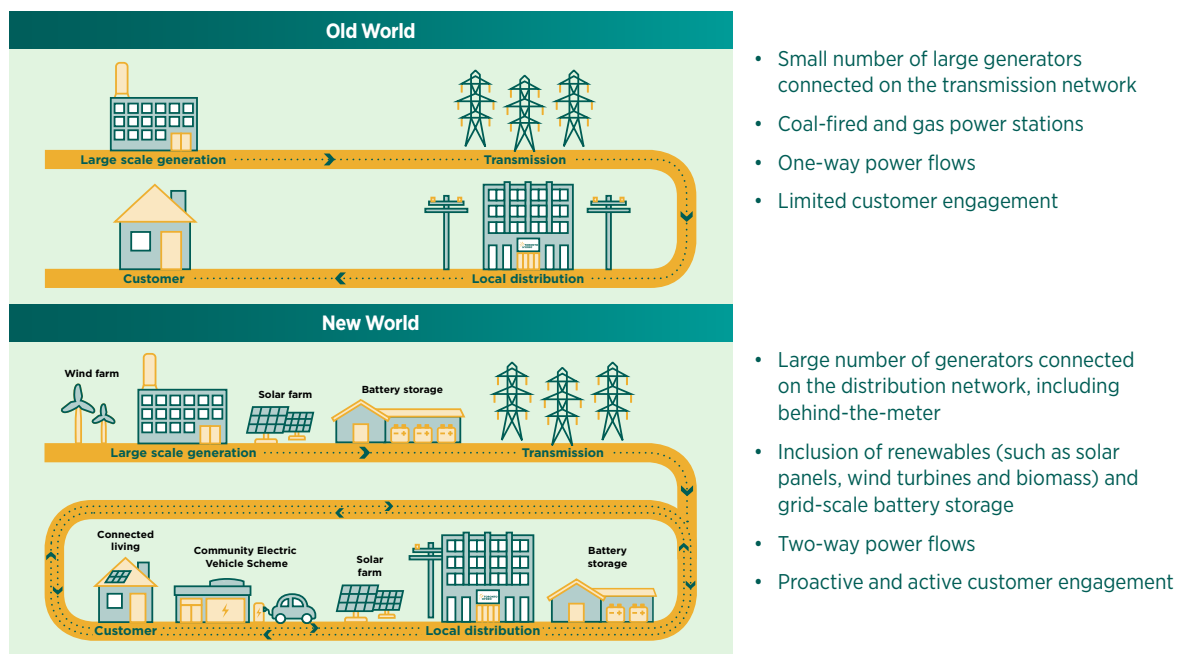 Old World
Large scale generation
Transmission
Customer
Local distribution
• Small number of large generators
connected on the transmission network
• Coal-fired and gas power stations
• One-way power flows
• Limited customer engagement
New World
Wind farm
Solar farm
Battery storage
Large scale generation
Transmission
Connected
living
Community Electric
Vehicle Scheme
Solar
farm
Battery
storage
Customer
Local distribution
• Large number of generators connected
on the distribution network, including
behind-the-meter
• Inclusion of renewables (such as solar
panels, wind turbines and biomass) and
grid-scale battery storage
• Two-way power flows
• Proactive and active customer engagement